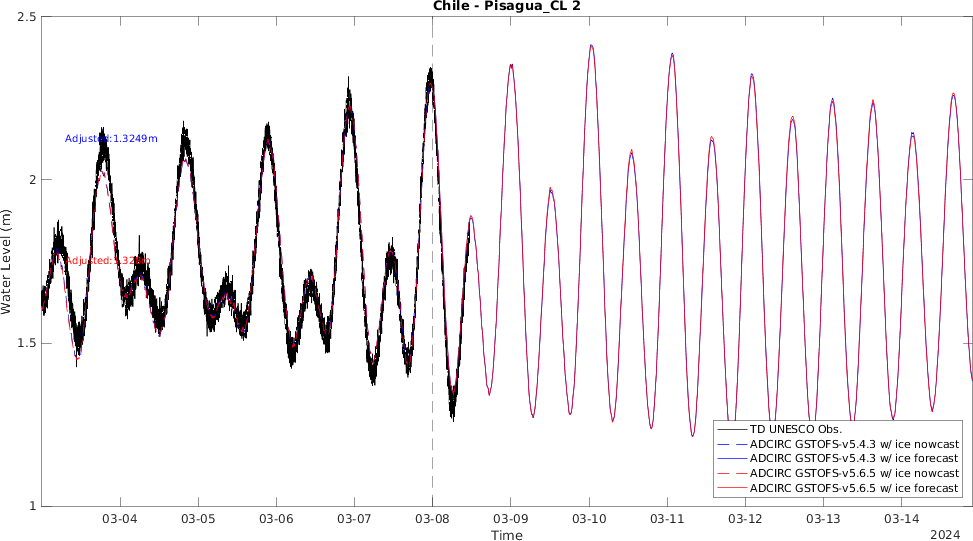 Chile - Pisagua_CL 2
2.5
2
1.5
1
Water Level (m)
Adjusted:1.3249m
Adjusted:
TD UNESCO Obs.
ADCIRC GSTOFS-v5.4.3 w/ ice nowcast
ADCIRC GSTOFS-v5.4.3 w/ ice forecast
ADCIRC GSTOFS-v5.6.5 w/ ice nowcast
ADCIRC GSTOFS-v5.6.5 w/ ice forecast
03-04 03-05 03-06 03-07 03-08 03-09 03-10 03-11 03-12 03-13 03-14
Time
2024